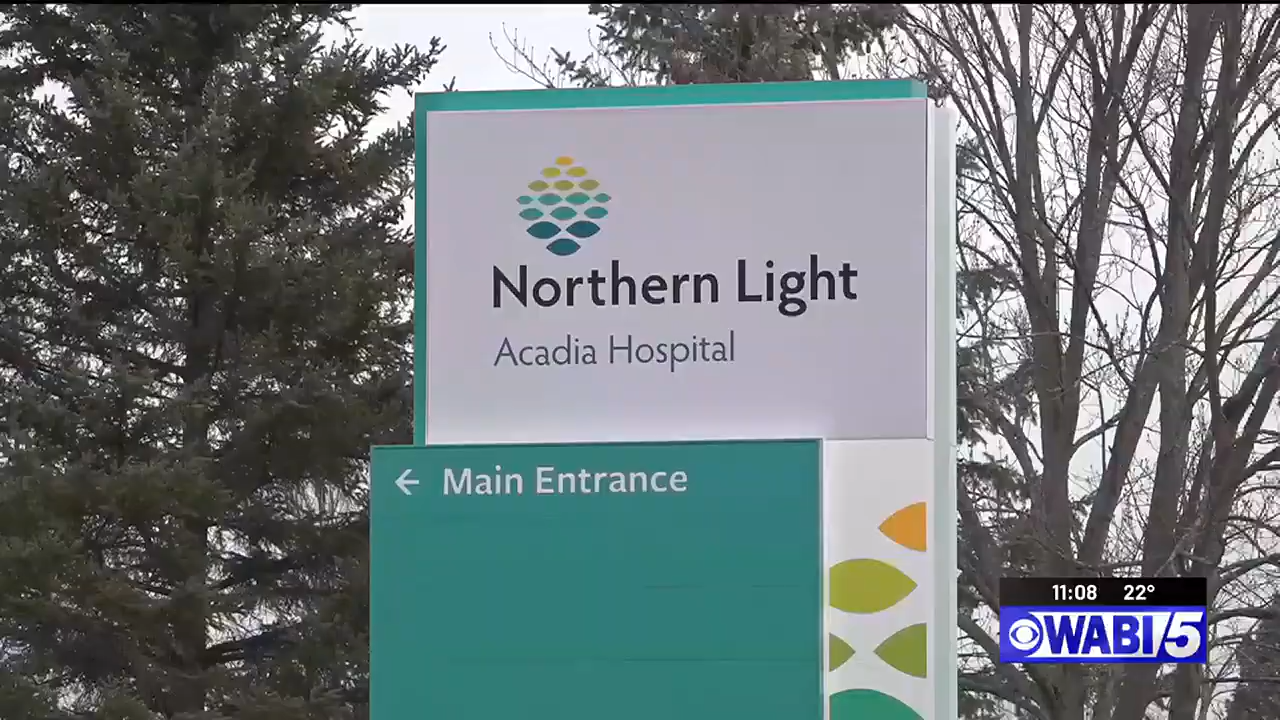 Northern Light
Acadia Hospital
← Main Entrance
11:08 22°
WABI 5